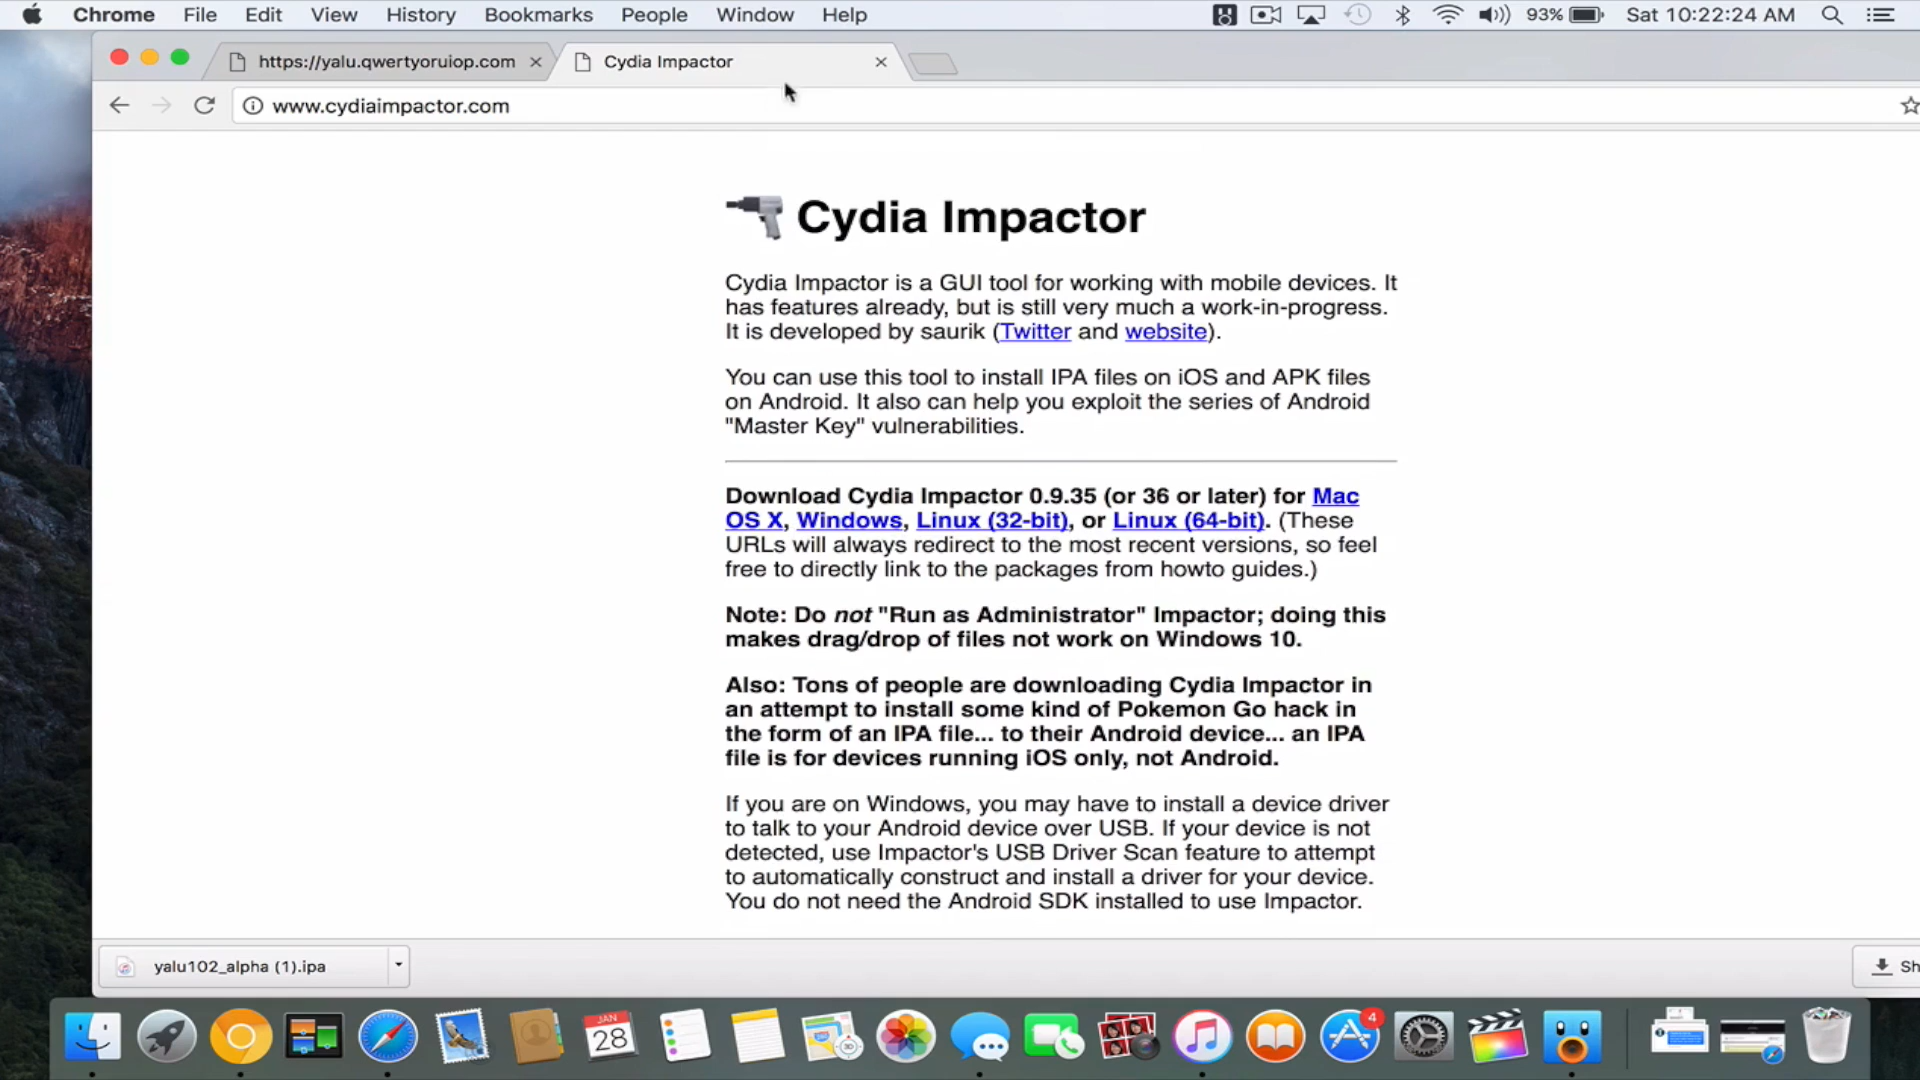 Chrome File Edit View History Bookmarks People Window Help 93% Sat 10:22:24 AM
https://yalu.qwertyoruiop.com Cydia Impactor
www.cydiaimpactor.com
Cydia Impactor
Cydia Impactor is a GUI tool for working with mobile devices. It
has features already, but is still very much a work-in-progress.
It is developed by saurik (Twitter and website).
You can use this tool to install IPA files on iOS and APK files
on Android. It also can help you exploit the series of Android
"Master Key" vulnerabilities.
Download Cydia Impactor 0.9.35 (or 36 or later) for Mac
OS X, Windows, Linux (32-bit), or Linux (64-bit). (These
URLs will always redirect to the most recent versions, so feel
free to directly link to the packages from howto guides.)
Note: Do not "Run as Administrator" Impactor; doing this
makes drag/drop of files not work on Windows 10.
Also: Tons of people are downloading Cydia Impactor in
an attempt to install some kind of Pokemon Go hack in
the form of an IPA file... to their Android device... an IPA
file is for devices running iOS only, not Android.
If you are on Windows, you may have to install a device driver
to talk to your Android device over USB. If your device is not
detected, use Impactor's USB Driver Scan feature to attempt
to automatically construct and install a driver for your device.
You do not need the Android SDK installed to use Impactor.
yalu102_alpha (1).ipa Sh
JAN
28
4